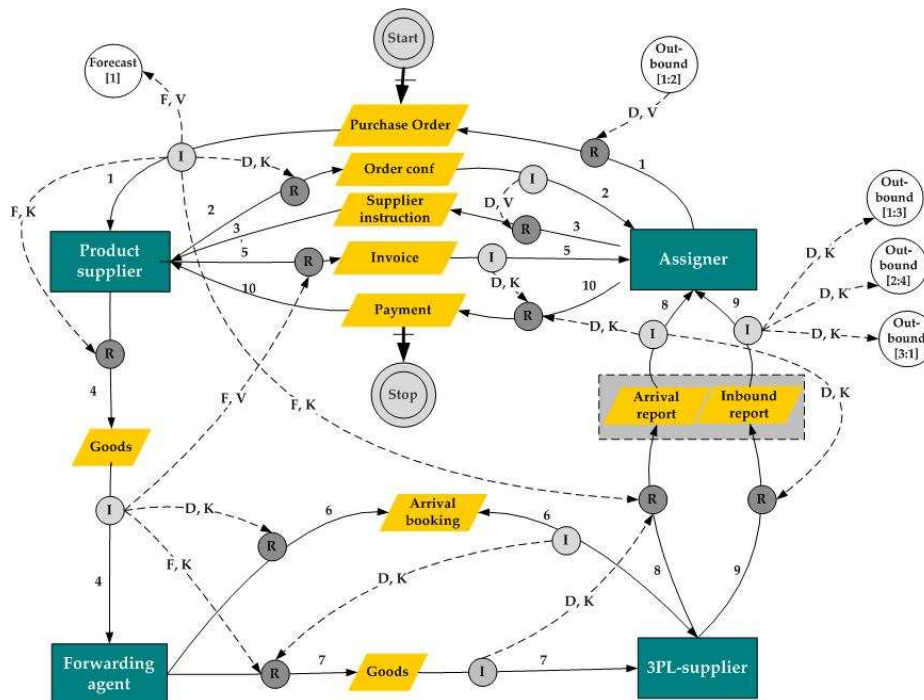 Start
Forecast
[1]
Out-
bound
[1:2]
F, V
D, V
Purchase Order
I
D, K
R
1
1
Order conf
R
I
2
2
F, K
Supplier
instruction
D, V
R
3
3
Out-
bound
[1:3]
Product
supplier
5
R
Invoice
I
5
Assigner
D, K
Out-
bound
[2:4]
D, K
D, K
10
Payment
R
10
8
9
D, K
I
I
D, K
Out-
bound
[3:1]
R
4
Stop
F, V
F, K
Arrival
report
Inbound
report
D, K
Goods
I
D, K
R
6
Arrival
booking
6
I
R
R
4
F, K
D, K
D, K
8
9
Forwarding
agent
R
7
Goods
I
7
3PL-supplier